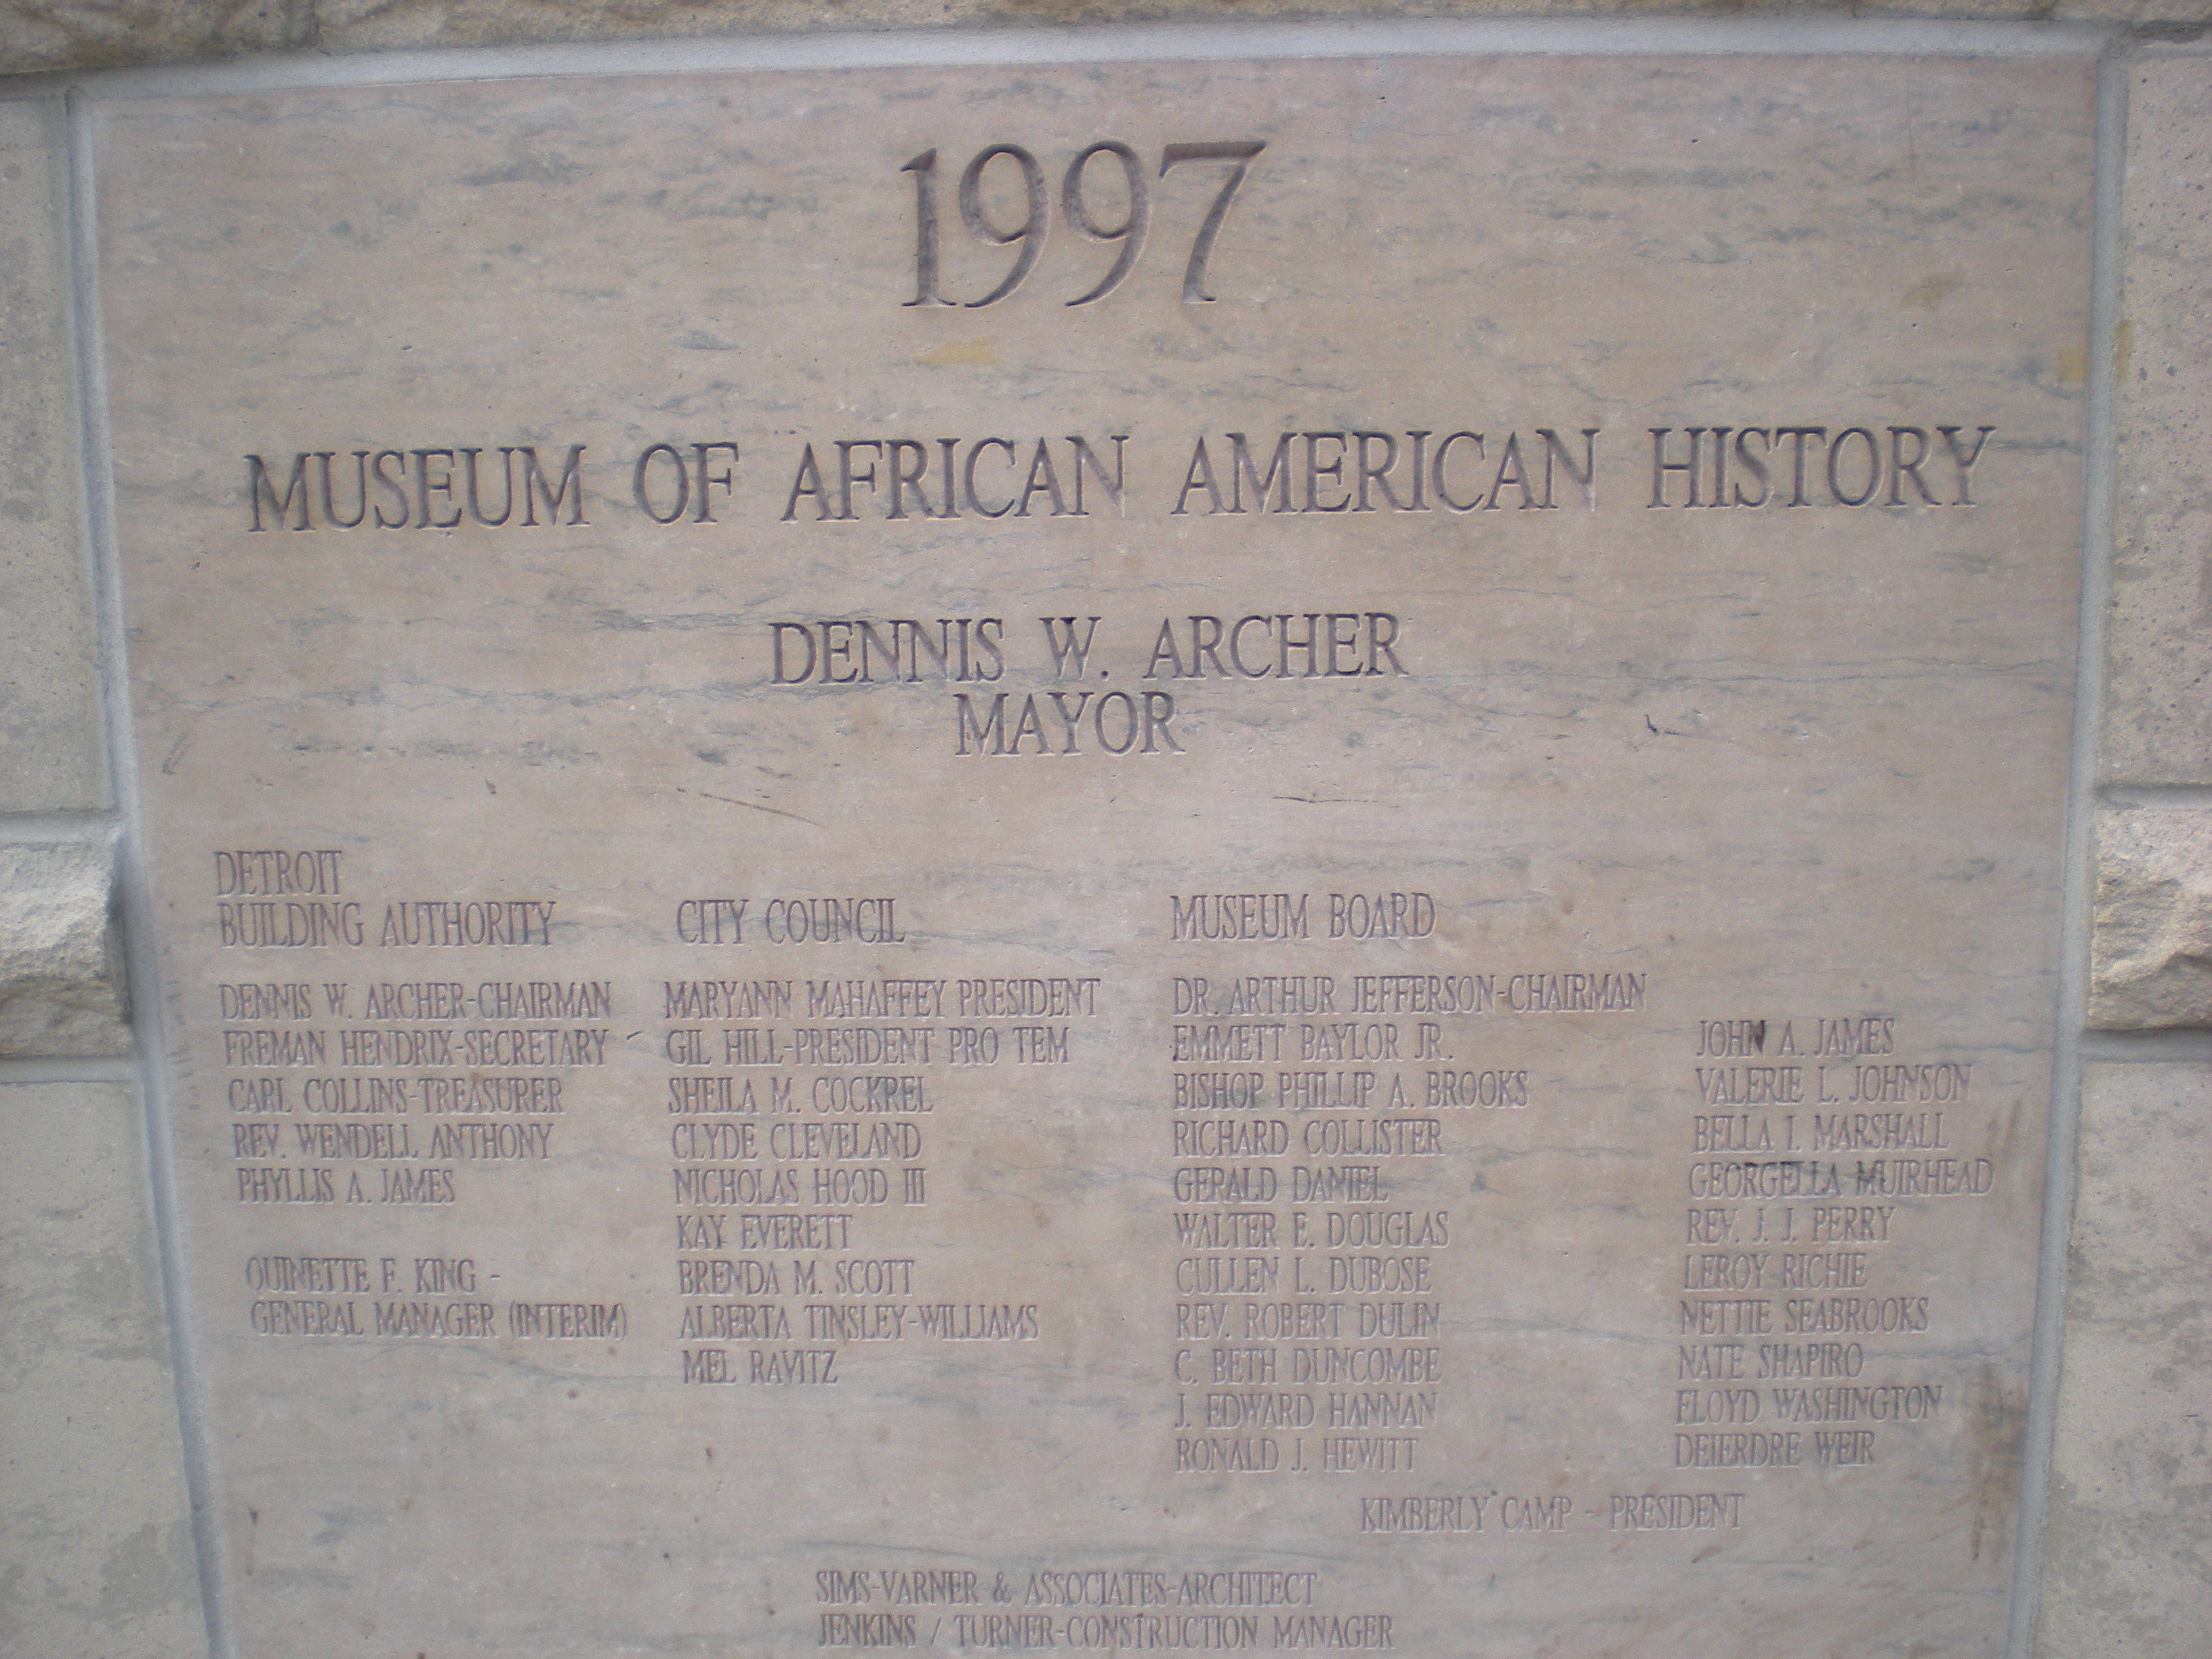 1997
MUSEUM OF AFRICAN AMERICAN HISTORY
DENNIS W. ARCHER
MAYOR
DETROIT
BUILDING AUTHORITY
DENNIS W. ARCHER-CHAIRMAN
FREMAN HENDRIX-SECRETARY
CARL COLLINS-TREASURER
REV. WENDELL ANTHONY
PHYLLIS A. JAMES
QUINETTE F. KING -
GENERAL MANAGER (INTERIM)
CITY COUNCIL
MARYANN MAHAFFEY PRESIDENT
GIL HILL-PRESIDENT PRO TEM
SHEILA M. COCKREL
CLYDE CLEVELAND
NICHOLAS HOOD III
KAY EVERETT
BRENDA M. SCOTT
ALBERTA TINSLEY-WILLIAMS
MEL RAVITZ
MUSEUM BOARD
DR. ARTHUR JEFFERSON-CHAIRMAN
EMMETT BAYLOR JR.
BISHOP PHILLIP A. BROOKS
RICHARD COLLISTER
GERALD DANIEL
WALTER E. DOUGLAS
CULLEN L. DUBOSE
REV. ROBERT DULIN
C. BETH DUNCOMBE
J. EDWARD HANNAN
RONALD J. HEWITT
JOHN A. JAMES
VALERIE L. JOHNSON
BELLA I. MARSHALL
GEORGELLA MUIRHEAD
REV. J. J. PERRY
LEROY RICHIE
NETTIE SEABROOKS
NATE SHAPIRO
FLOYD WASHINGTON
DEIERDRE WEIR
KIMBERLY CAMP - PRESIDENT
SIMS-VARNER & ASSOCIATES-ARCHITECT
JENKINS / TURNER-CONSTRUCTION MANAGER